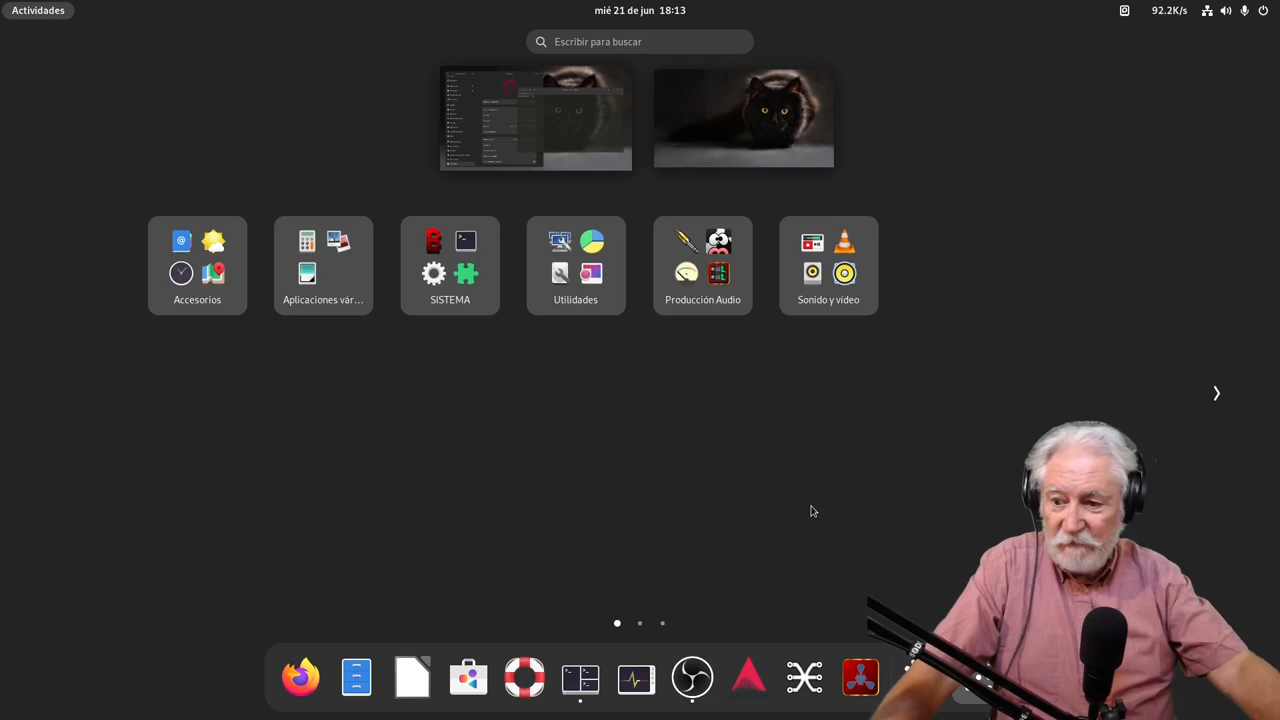 Actividades
mié 21 de jun 18:13
92.2K/s
Escribir para buscar
Accesorios
Aplicaciones vár…
SISTEMA
Utilidades
Producción Audio
Sonido y vídeo